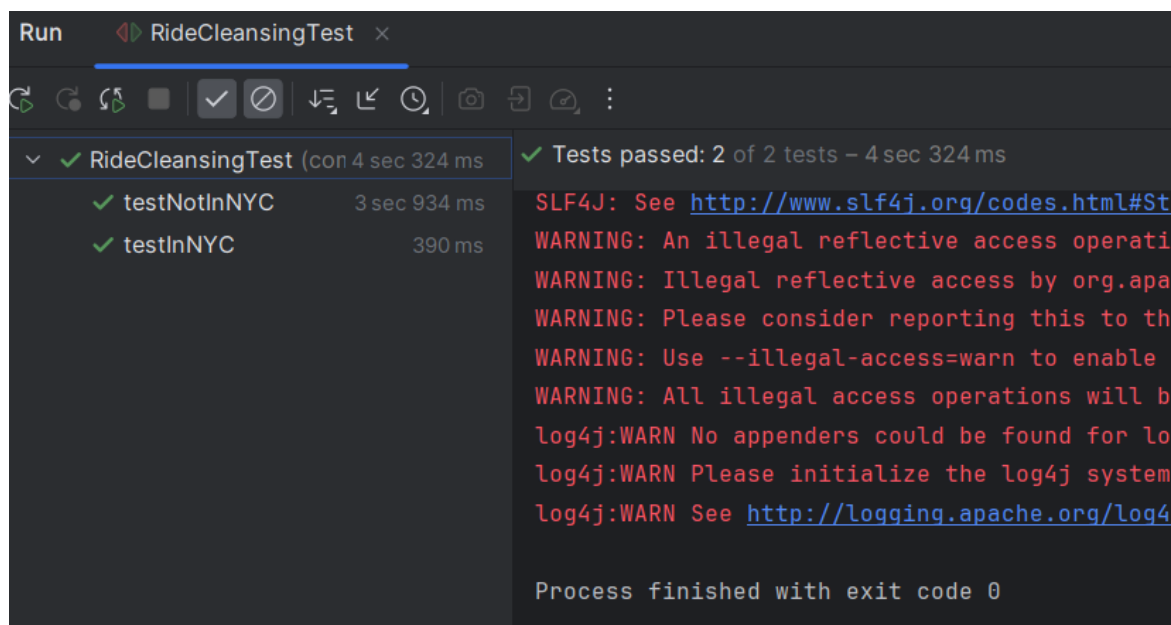 Run RideCleansingTest ×
RideCleansingTest (con 4 sec 324 ms
testNotInNYC 3 sec 934 ms
testInNYC 390 ms
Tests passed: 2 of 2 tests – 4 sec 324 ms
SLF4J: See http://www.slf4j.org/codes.html#St
WARNING: An illegal reflective access operati
WARNING: Illegal reflective access by org.apa
WARNING: Please consider reporting this to th
WARNING: Use --illegal-access=warn to enable
WARNING: All illegal access operations will b
log4j:WARN No appenders could be found for lo
log4j:WARN Please initialize the log4j system
log4j:WARN See http://logging.apache.org/log4
Process finished with exit code 0